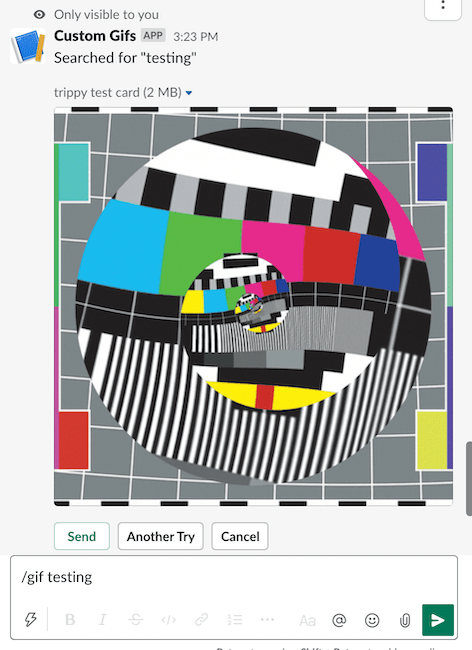 Only visible to you
Custom Gifs APP 3:23 PM
Searched for "testing"
trippy test card (2 MB)
Send Another Try Cancel
/gif testing
B I S </> Aa @